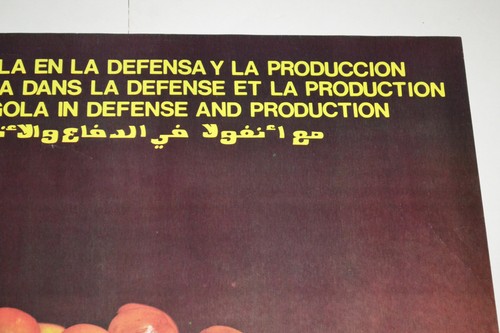 LA EN LA DEFENSA Y LA PRODUCCION
A DANS LA DEFENSE ET LA PRODUCTION
GOLA IN DEFENSE AND PRODUCTION
مع أنغولا في الدفاع والأنت